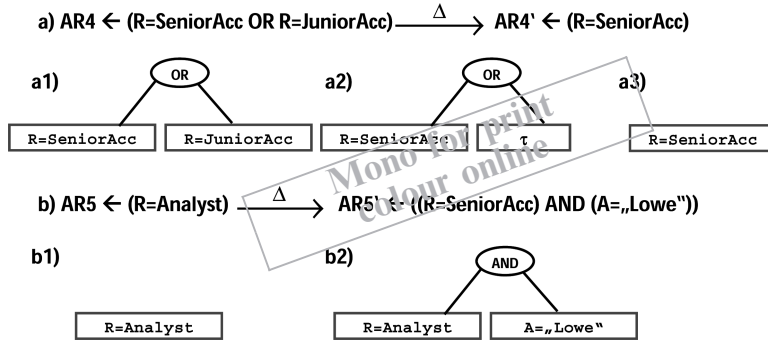 a) AR4 ← (R=SeniorAcc OR R=JuniorAcc) Δ → AR4‘ ← (R=SeniorAcc)
a1) OR a2) OR a3)
R=SeniorAcc R=JuniorAcc R=SeniorAcc τ R=SeniorAcc
Mono for print
colour online
b) AR5 ← (R=Analyst) Δ → AR5‘ ← ((R=SeniorAcc) AND (A=„Lowe“))
b1) b2) AND
R=Analyst R=Analyst A=„Lowe“